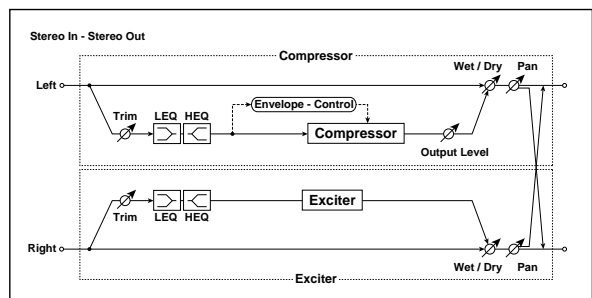 Stereo In - Stereo Out
Compressor
Wet / Dry Pan
Left
Envelope - Control
Trim LEQ HEQ
Compressor
Output Level
Exciter
Trim LEQ HEQ
Right
Wet / Dry Pan
Exciter